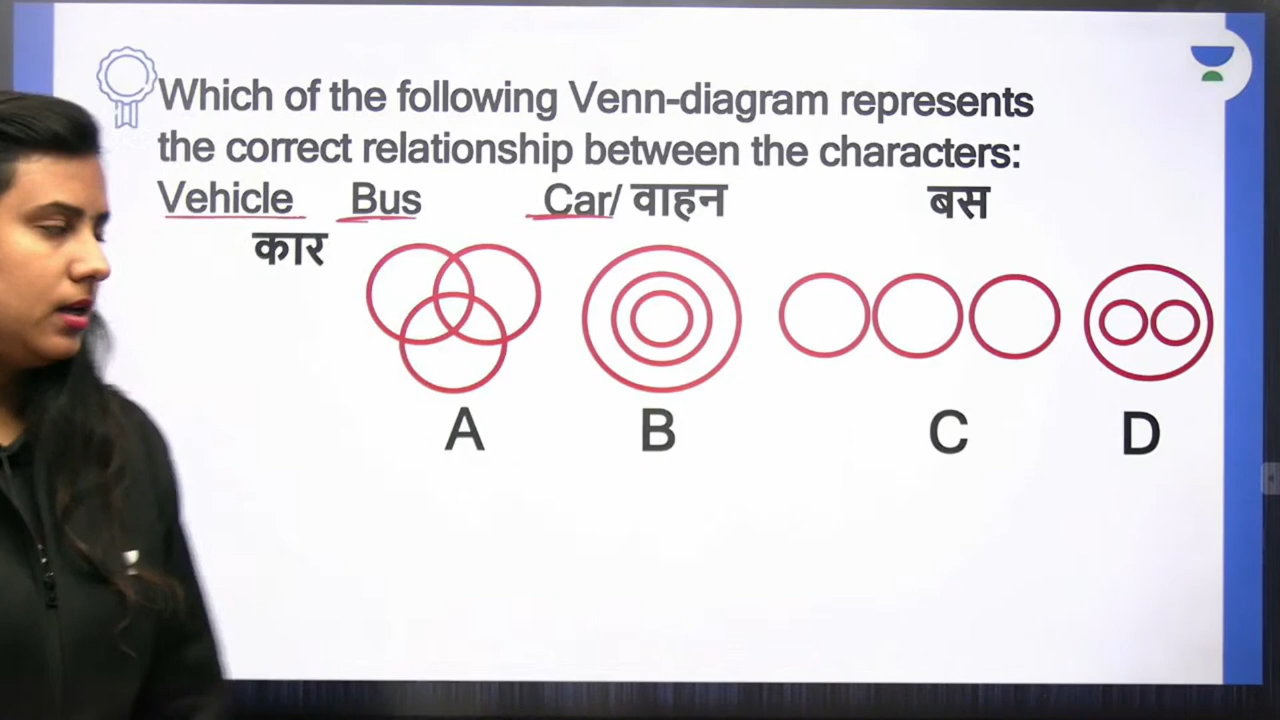 Which of the following Venn-diagram represents
the correct relationship between the characters:
Vehicle Bus Car/ वाहन बस
कार
A B C D